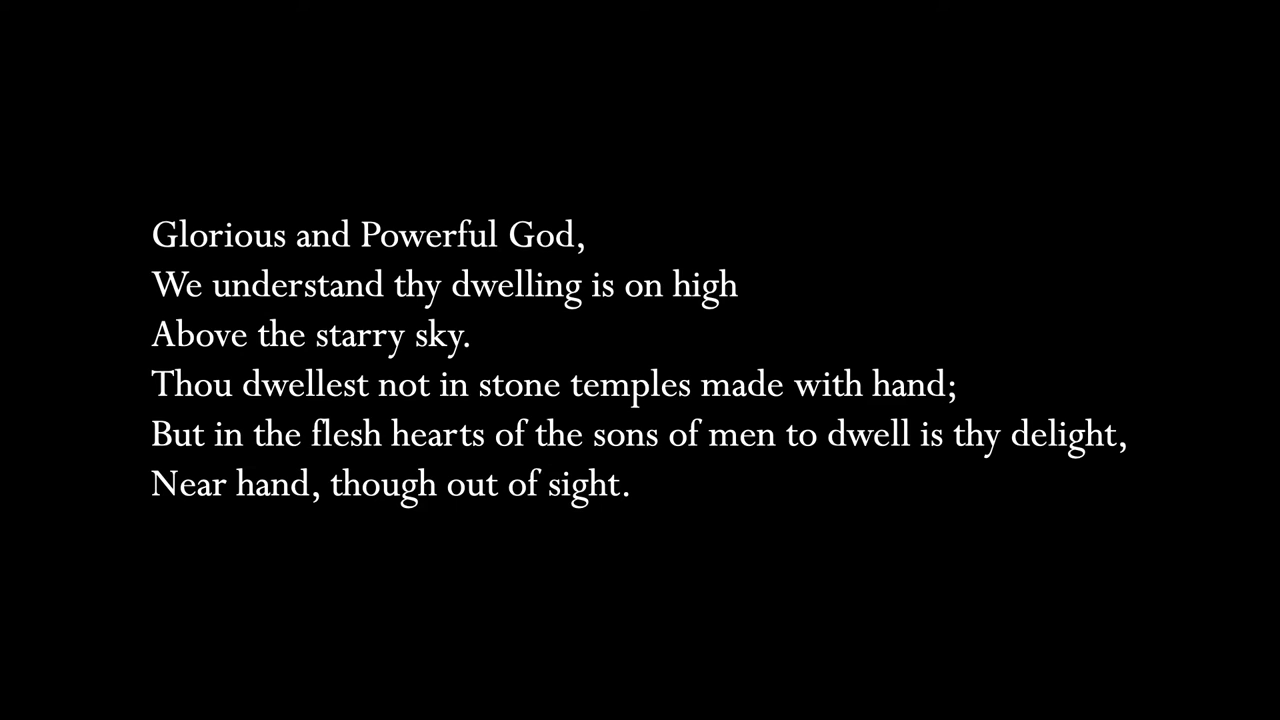 Glorious and Powerful God,
We understand thy dwelling is on high
Above the starry sky.
Thou dwellest not in stone temples made with hand;
But in the flesh hearts of the sons of men to dwell is thy delight,
Near hand, though out of sight.